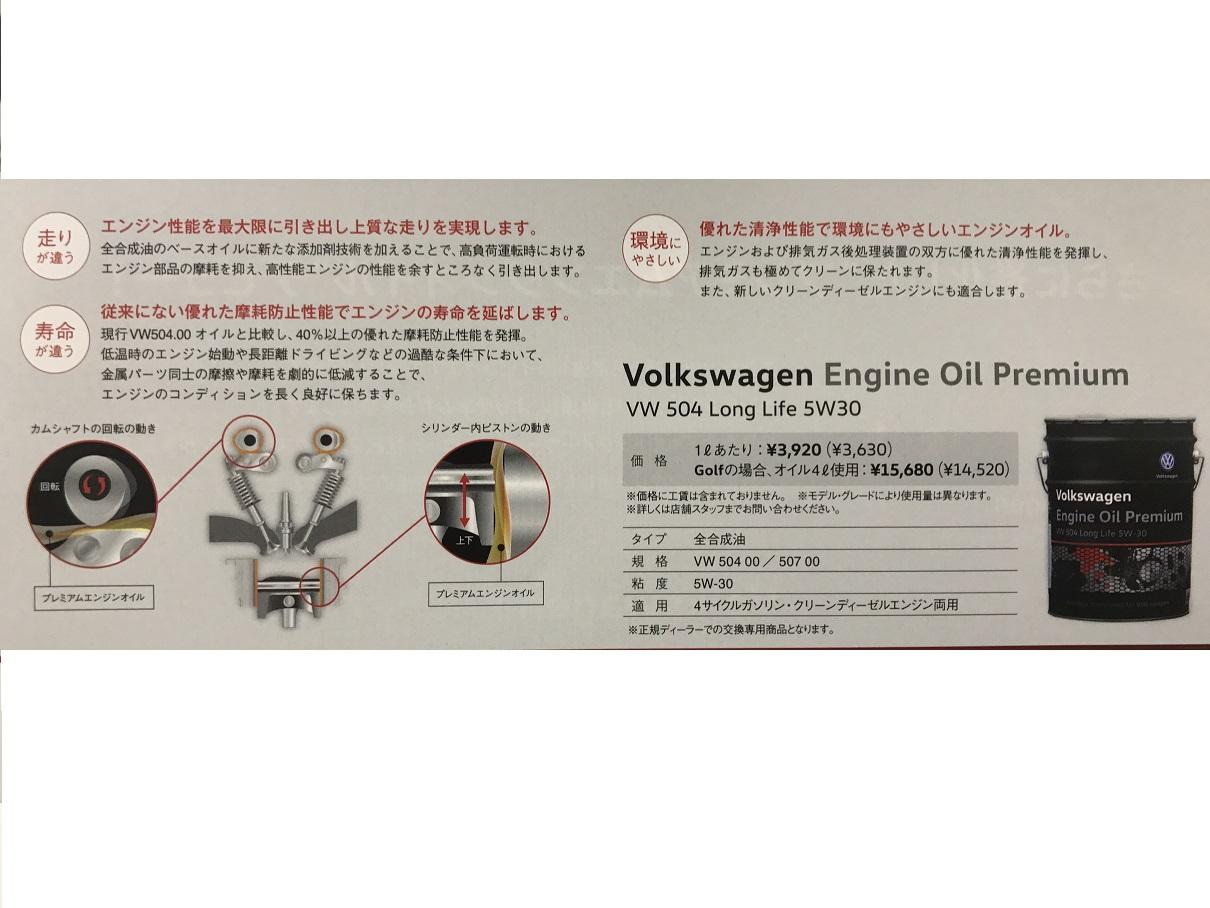 走り
が違う
エンジン性能を最大限に引き出し上質な走りを実現します。
全合成油のベースオイルに新たな添加剤技術を加えることで、高負荷運転時における
エンジン部品の摩耗を抑え、高性能エンジンの性能を余すところなく引き出します。
寿命
が違う
従来にない優れた摩耗防止性能でエンジンの寿命を延ばします。
現行VW504.00 オイルと比較し、40%以上の優れた摩耗防止性能を発揮。
低温時のエンジン始動や長距離ドライビングなどの過酷な条件下において、
金属パーツ同士の摩擦や摩耗を劇的に低減することで、
エンジンのコンディションを長く良好に保ちます。
カムシャフトの回転の動き
回転
プレミアムエンジンオイル
シリンダー内ピストンの動き
上下
プレミアムエンジンオイル
環境に
やさしい
優れた清浄性能で環境にもやさしいエンジンオイル。
エンジンおよび排気ガス後処理装置の双方に優れた清浄性能を発揮し、
排気ガスも極めてクリーンに保たれます。
また、新しいクリーンディーゼルエンジンにも適合します。
Volkswagen Engine Oil Premium
VW 504 Long Life 5W30
価 格
1ℓあたり：¥3,920（¥3,630）
Golfの場合、オイル4ℓ使用：¥15,680（¥14,520）
※価格に工賃は含まれておりません。 ※モデル・グレードにより使用量は異なります。
※詳しくは店舗スタッフまでお問い合わせください。
タイプ 全合成油
規 格 VW 504 00 ／ 507 00
粘 度 5W-30
適 用 4サイクルガソリン・クリーンディーゼルエンジン両用
※正規ディーラーでの交換専用商品となります。
Volkswagen
Volkswagen
Engine Oil Premium
VW 504 Long Life 5W-30